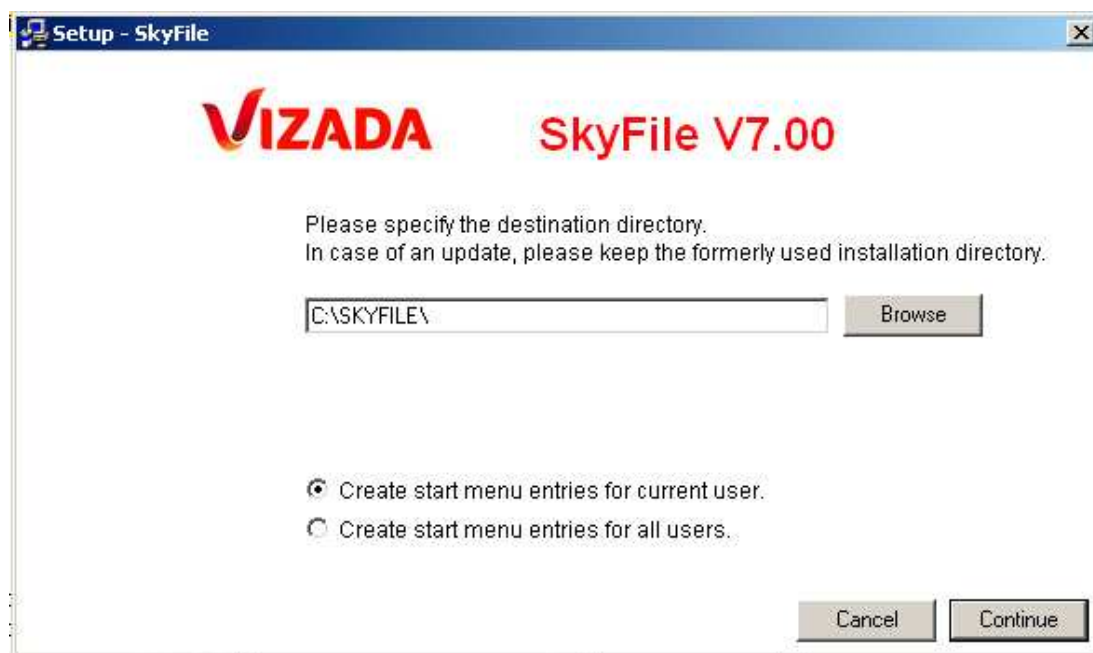 Setup - SkyFile
VIZADA SkyFile V7.00
Please specify the destination directory.
In case of an update, please keep the formerly used installation directory.
C:\SKYFILE\ Browse
Create start menu entries for current user.
Create start menu entries for all users.
Cancel Continue